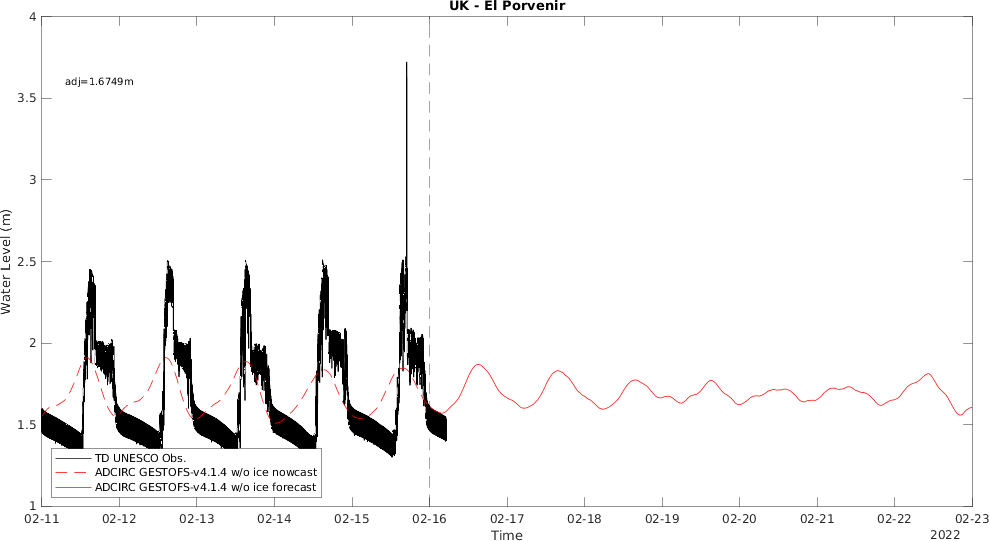 UK - El Porvenir
4
adj=1.6749m
3.5
3
2.5
Water Level (m)
2
1.5
TD UNESCO Obs.
ADCIRC GESTOFS-v4.1.4 w/o ice nowcast
ADCIRC GESTOFS-v4.1.4 w/o ice forecast
1
02-11 02-12 02-13 02-14 02-15 02-16 02-17 02-18 02-19 02-20 02-21 02-22 02-23
Time
2022